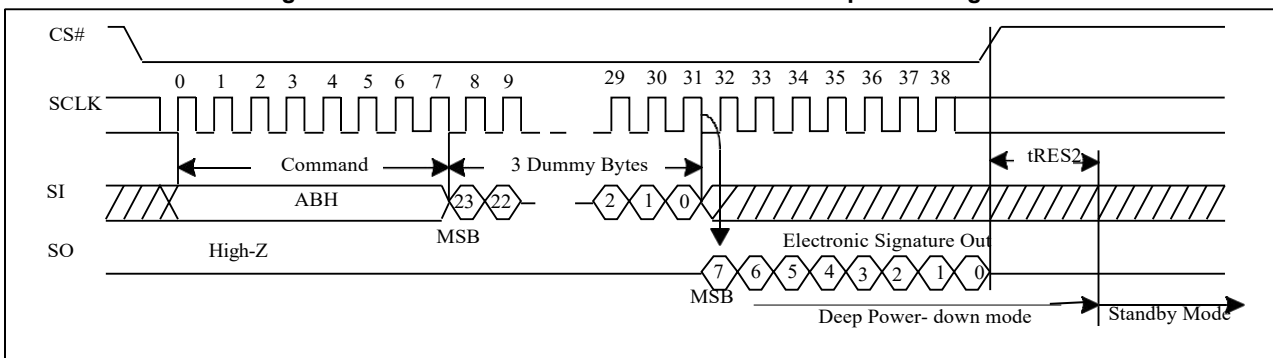 CS#
0 1 2 3 4 5 6 7 8 9 29 30 31 32 33 34 35 36 37 38
SCLK
Command 3 Dummy Bytes tRES2
SI ABH 23 22 2 1 0
MSB
SO High-Z Electronic Signature Out
7 6 5 4 3 2 1 0
MSB
Deep Power- down mode Standby Mode